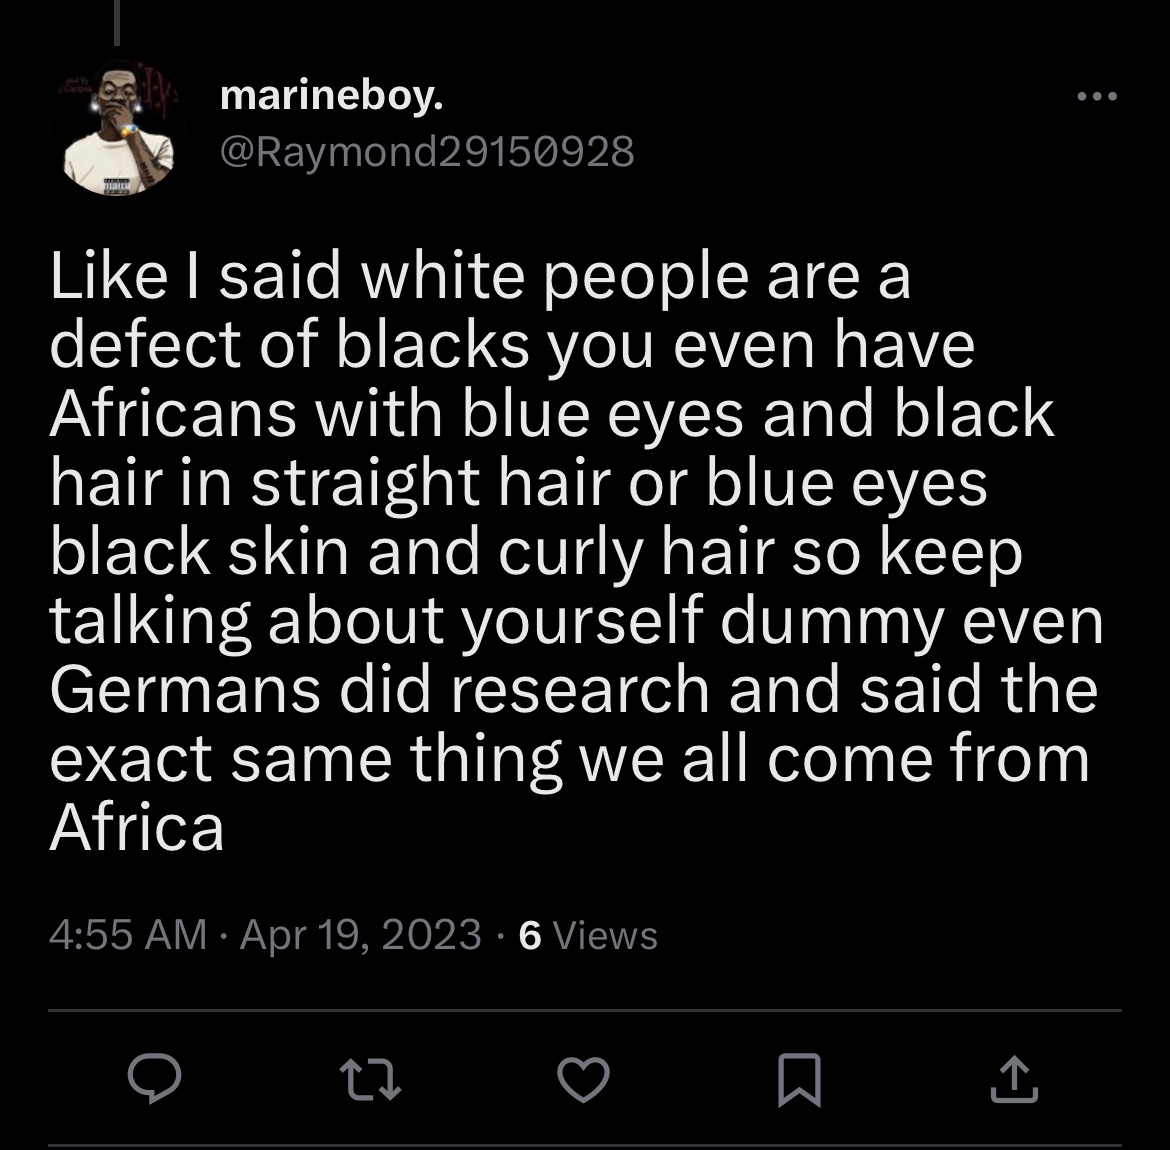 marineboy.
@Raymond29150928
Like I said white people are a
defect of blacks you even have
Africans with blue eyes and black
hair in straight hair or blue eyes
black skin and curly hair so keep
talking about yourself dummy even
Germans did research and said the
exact same thing we all come from
Africa
4:55 AM · Apr 19, 2023 · 6 Views